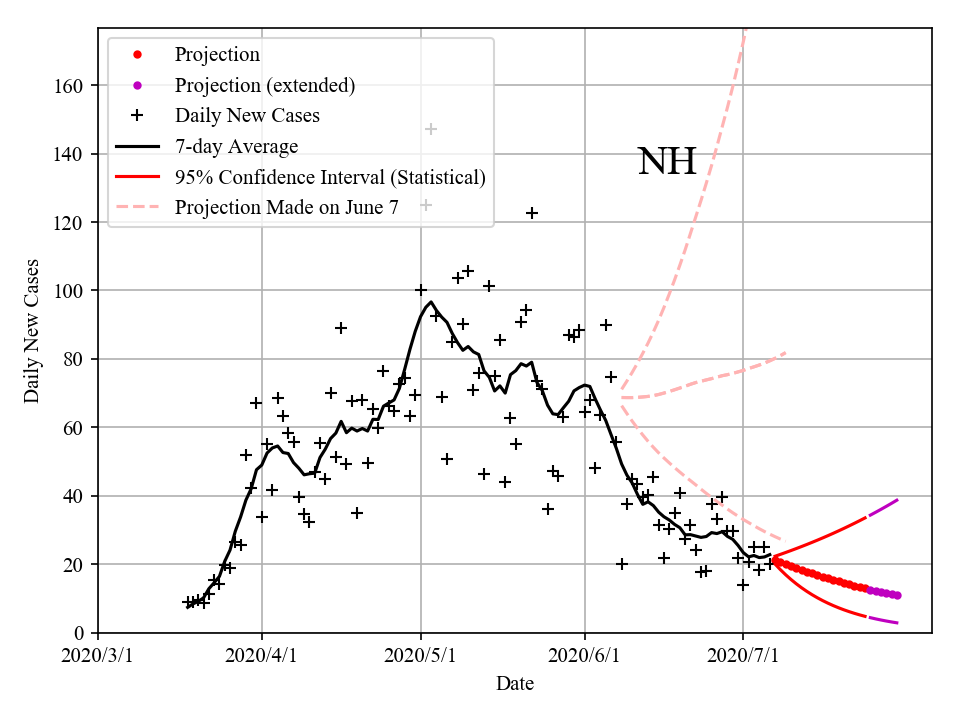 Projection
Projection (extended)
Daily New Cases
7-day Average
95% Confidence Interval (Statistical)
Projection Made on June 7
NH
160
140
120
100
80
60
40
20
0
Daily New Cases
2020/3/1
2020/4/1
2020/5/1
2020/6/1
2020/7/1
Date